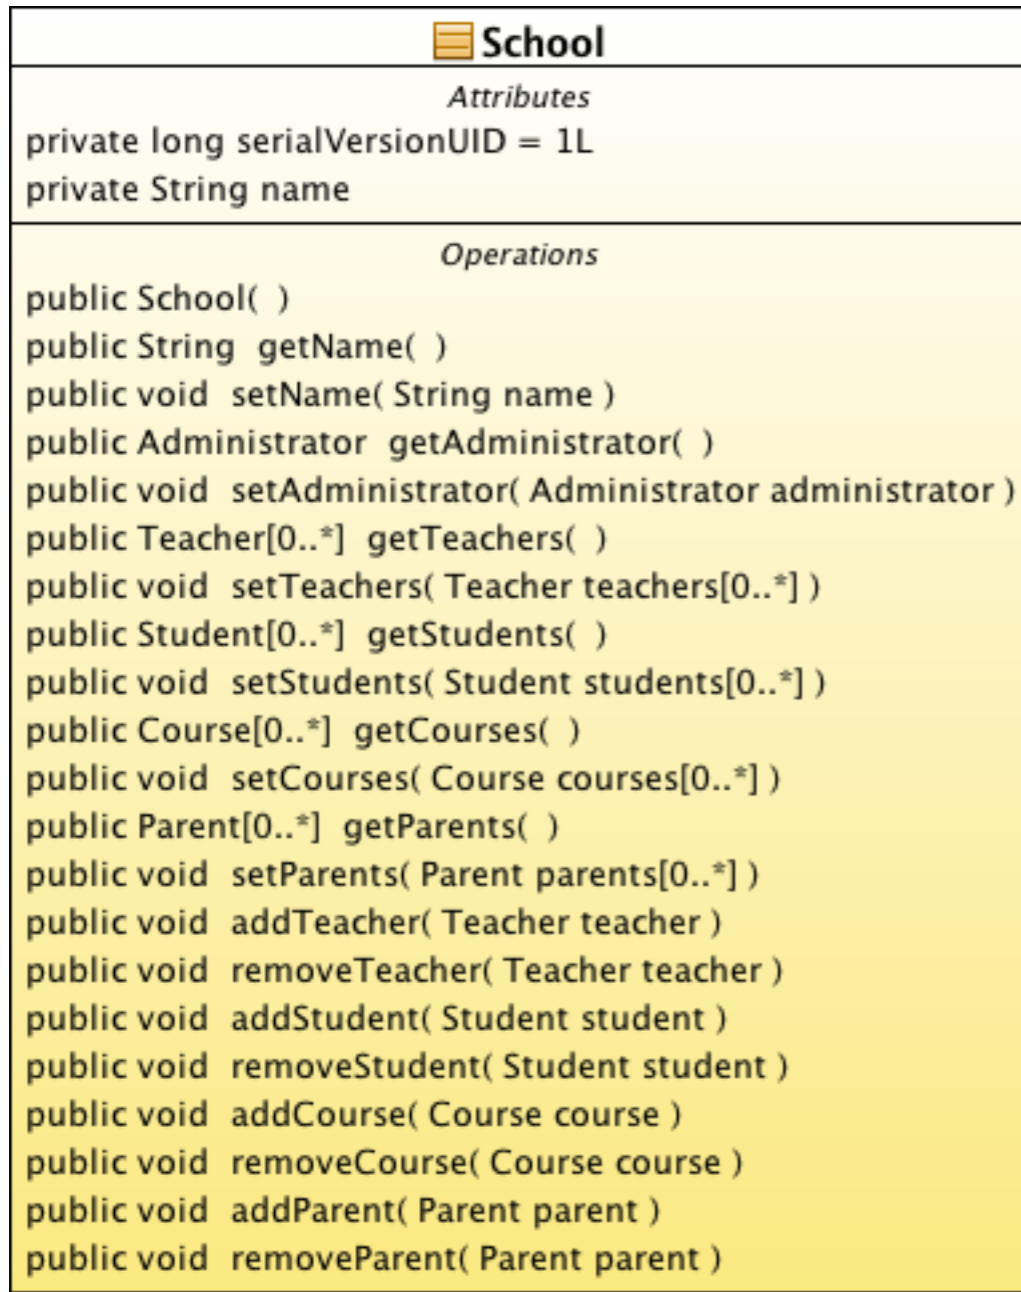 School
Attributes
private long serialVersionUID = 1L
private String name
Operations
public School( )
public String getName( )
public void setName( String name )
public Administrator getAdministrator( )
public void setAdministrator( Administrator administrator )
public Teacher[0..*] getTeachers( )
public void setTeachers( Teacher teachers[0..*] )
public Student[0..*] getStudents( )
public void setStudents( Student students[0..*] )
public Course[0..*] getCourses( )
public void setCourses( Course courses[0..*] )
public Parent[0..*] getParents( )
public void setParents( Parent parents[0..*] )
public void addTeacher( Teacher teacher )
public void removeTeacher( Teacher teacher )
public void addStudent( Student student )
public void removeStudent( Student student )
public void addCourse( Course course )
public void removeCourse( Course course )
public void addParent( Parent parent )
public void removeParent( Parent parent )